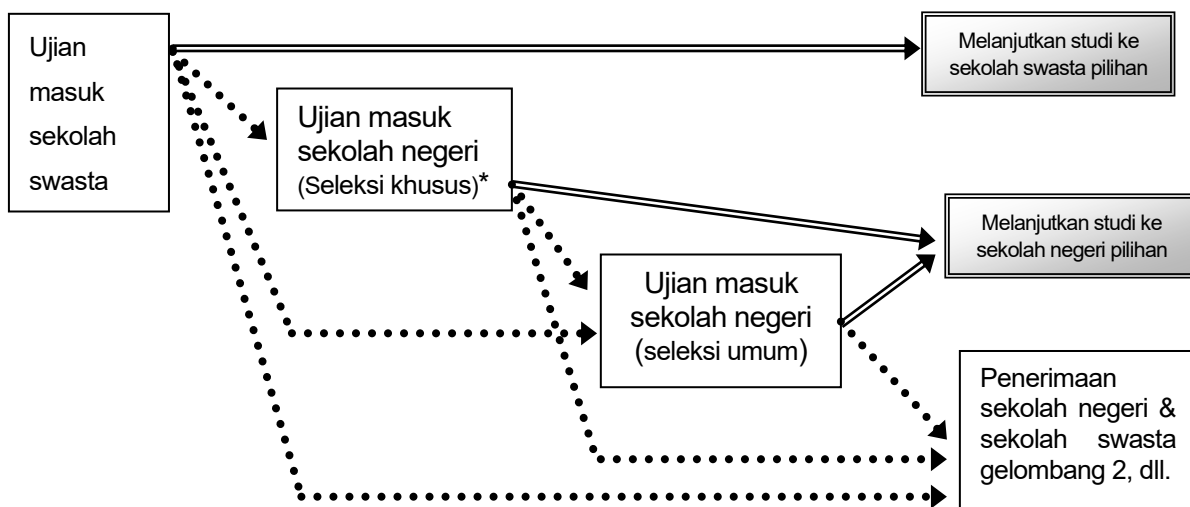 Ujian
masuk
sekolah
swasta
Melanjutkan studi ke
sekolah swasta pilihan
Ujian masuk
sekolah negeri
(Seleksi khusus)*
Melanjutkan studi ke
sekolah negeri pilihan
Ujian masuk
sekolah negeri
(seleksi umum)
Penerimaan
sekolah negeri &
sekolah swasta
gelombang 2, dll.